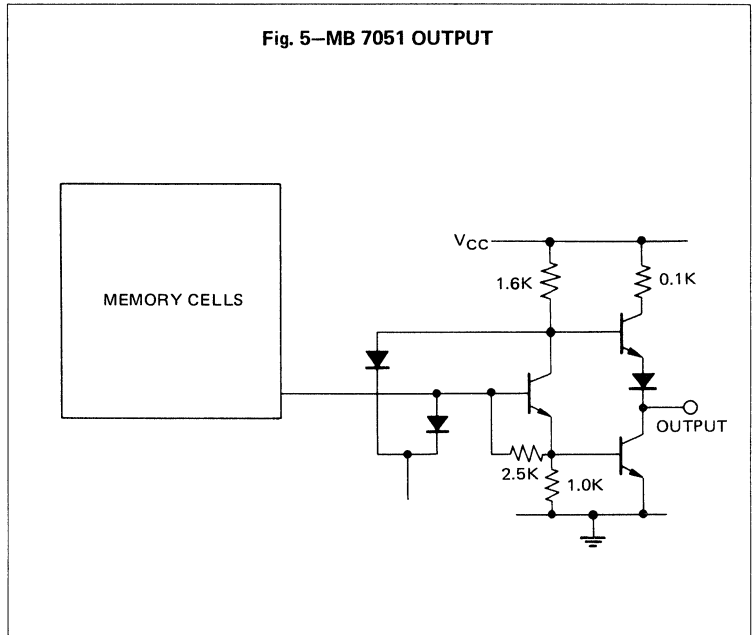 Fig. 5—MB 7051 OUTPUT
VCC
1.6K
0.1K
MEMORY CELLS
OUTPUT
2.5K
1.0K